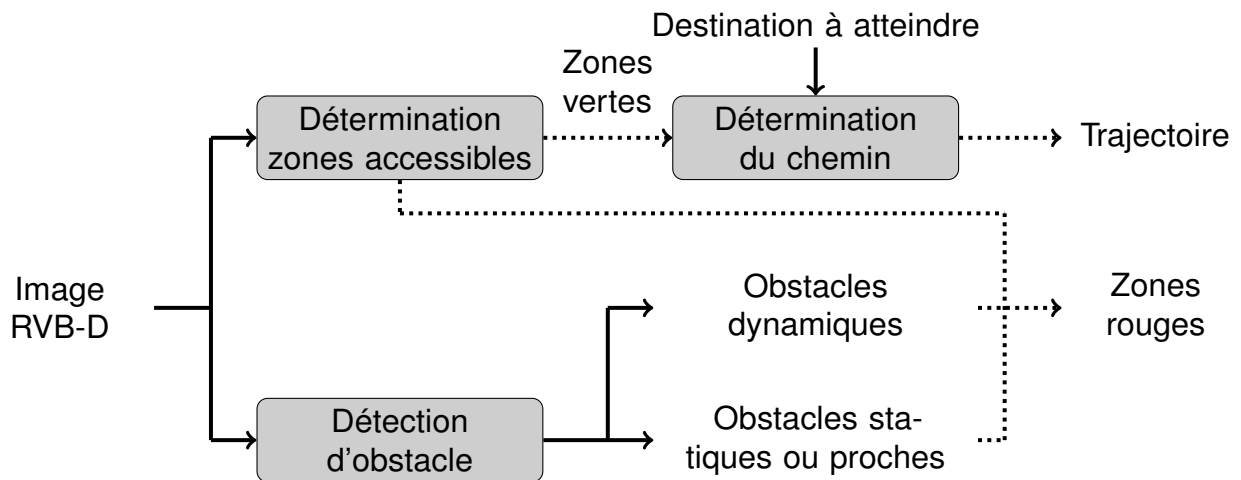 Destination à atteindre
Zones
vertes
Détermination
zones accessibles
Détermination
du chemin
Trajectoire
Image
RVB-D
Obstacles
dynamiques
Zones
rouges
Détection
d'obstacle
Obstacles sta-
tiques ou proches